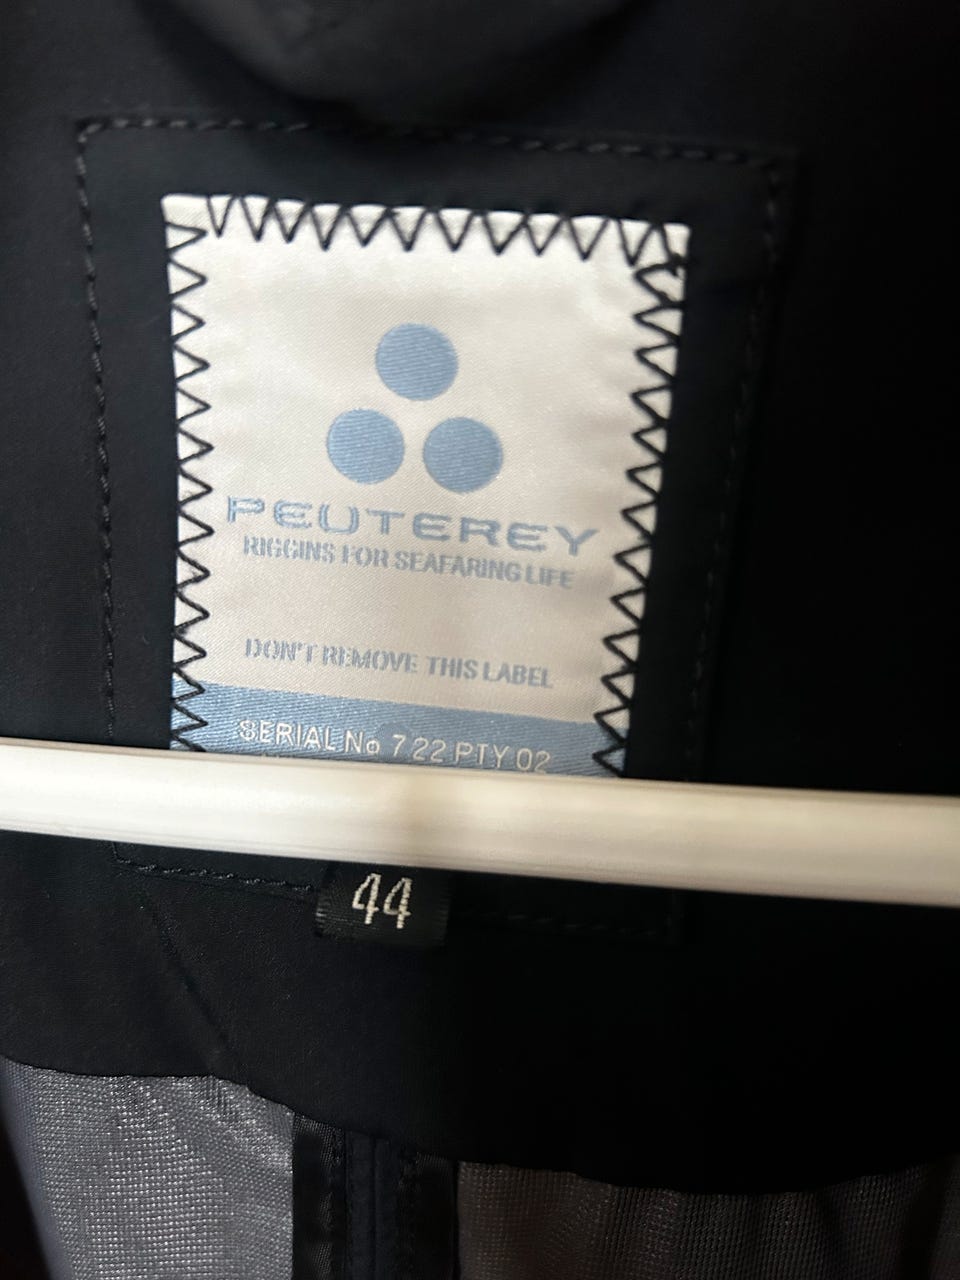 PEUTEREY
RIGGINS FOR SEAFARING LIFE
DON'T REMOVE THIS LABEL
SERIAL No 7 22 PTY 02
44